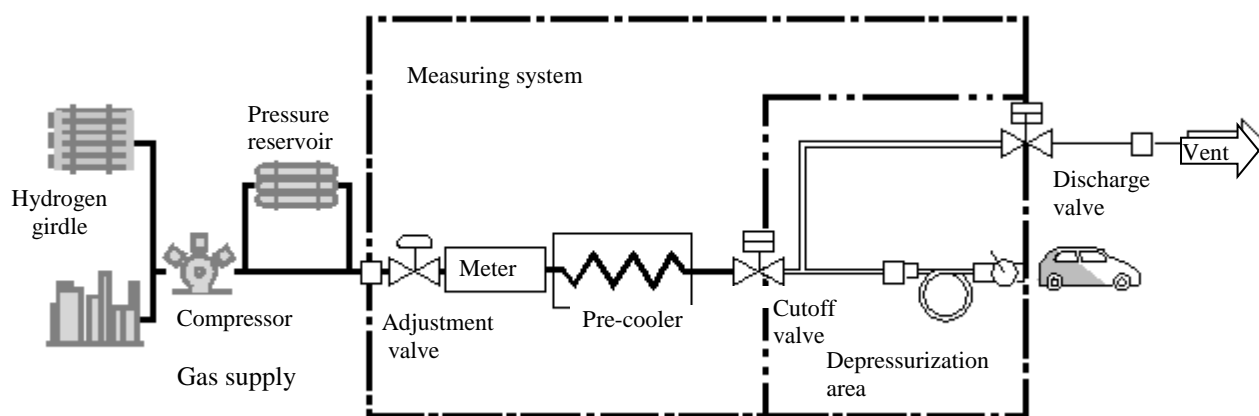 Measuring system
Pressure
reservoir
Hydrogen
girdle
Compressor
Gas supply
Adjustment
valve
Meter
Pre-cooler
Cutoff
valve
Depressurization
area
Discharge
valve
Vent